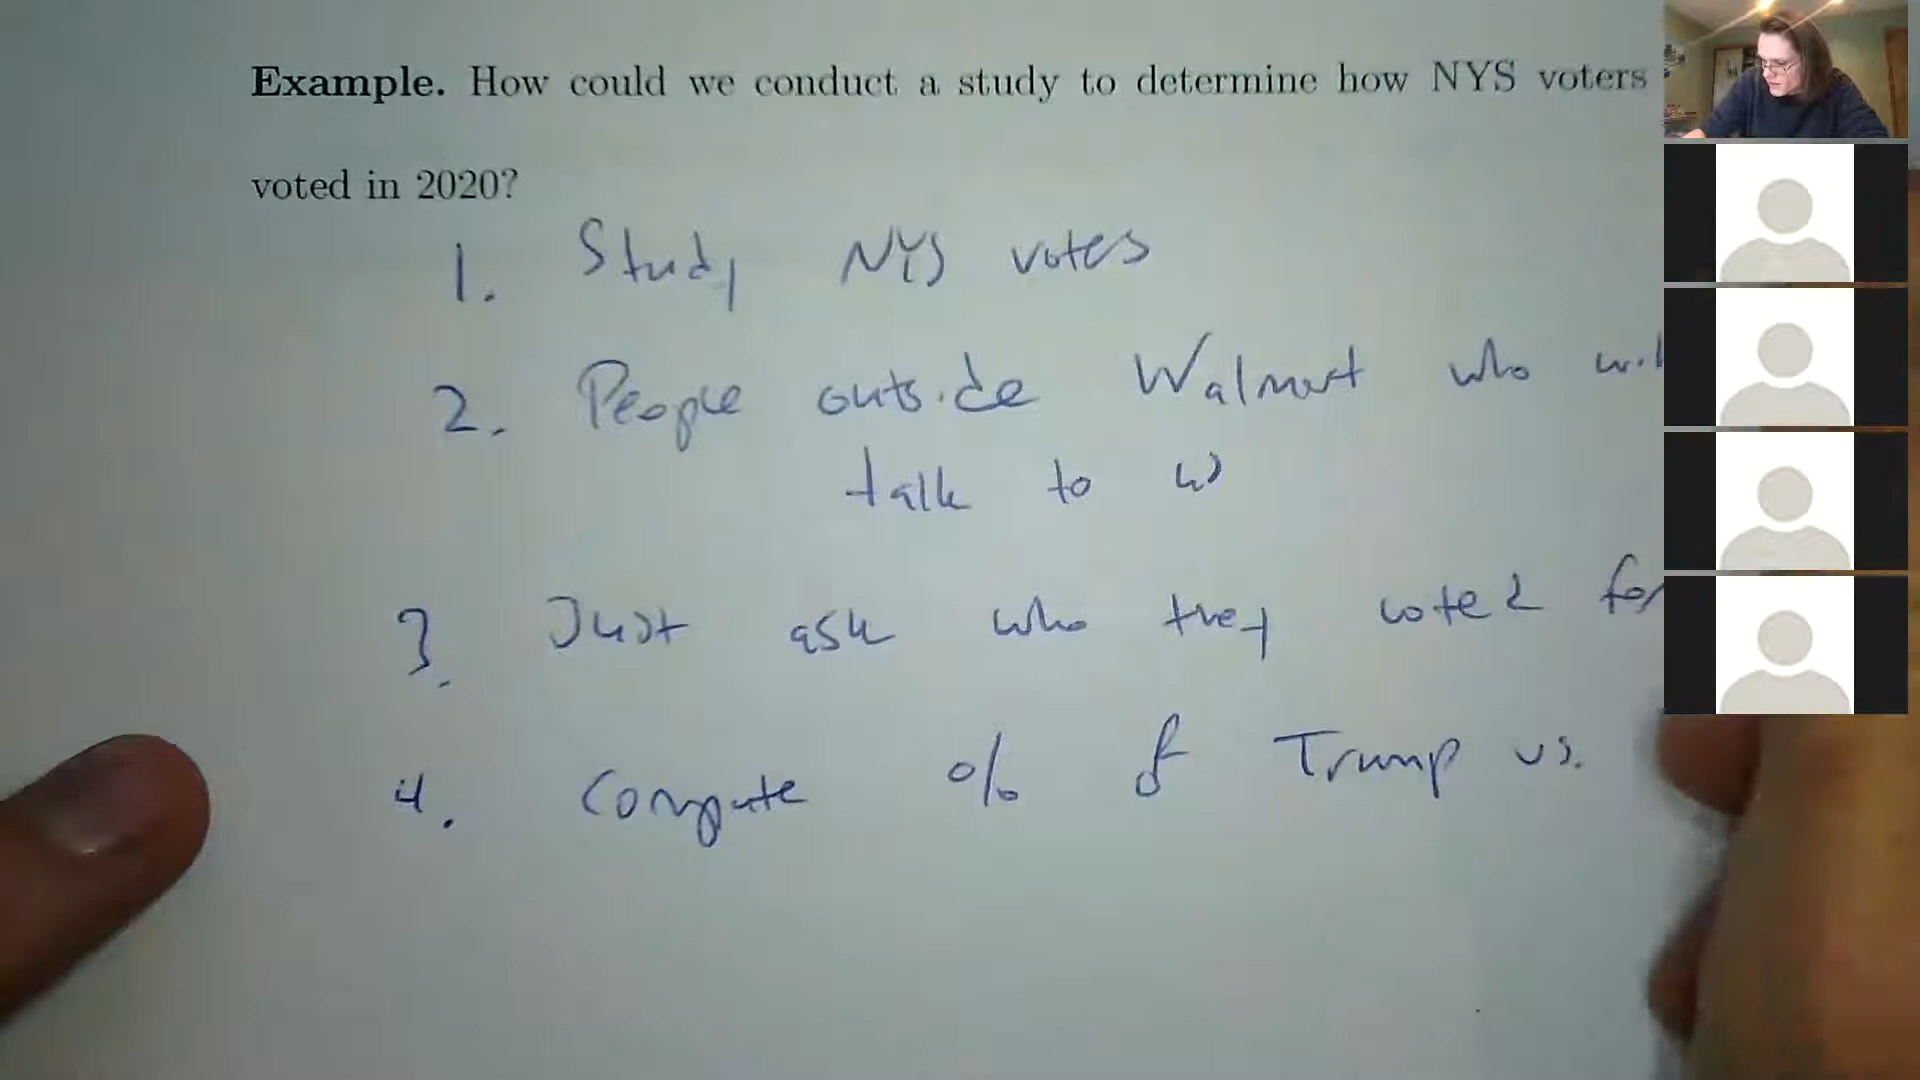 Example. How could we conduct a study to determine how NYS voters
voted in 2020?
1. Study NYS voters
2. People outside Walmart who
talk to us
3. Just ask who they voted for
4. Compute % of Trump vs.